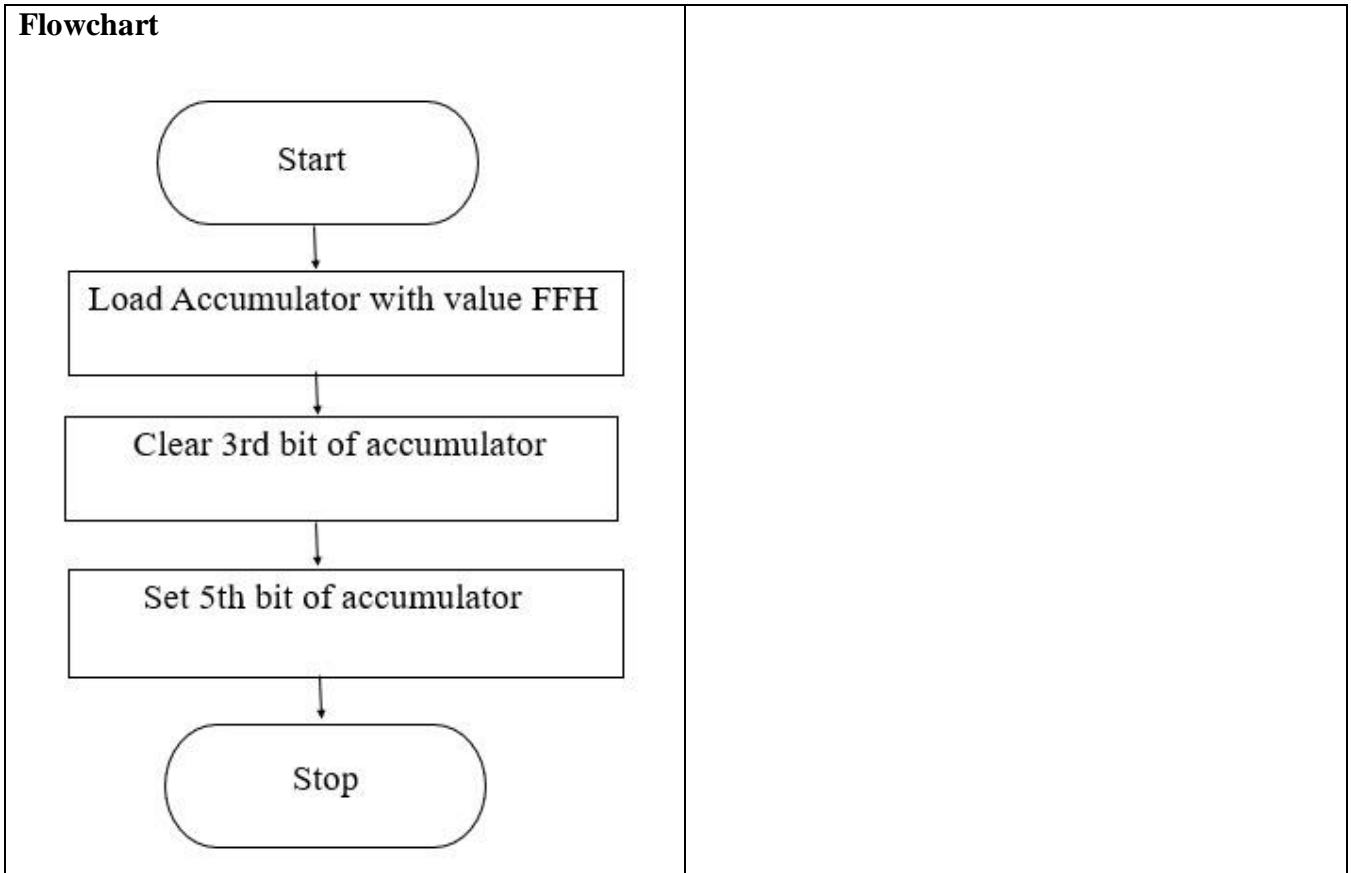 Flowchart
Start
Load Accumulator with value FFH
Clear 3rd bit of accumulator
Set 5th bit of accumulator
Stop